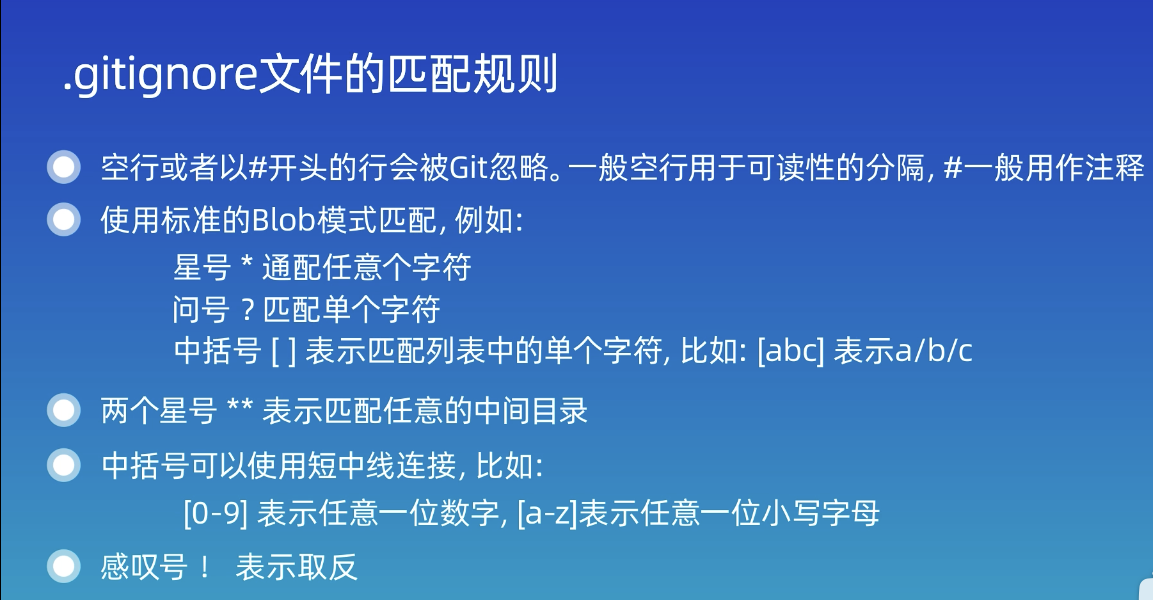 .gitignore文件的匹配规则
空行或者以#开头的行会被Git忽略。一般空行用于可读性的分隔, #一般用作注释
使用标准的Blob模式匹配, 例如:
星号 * 通配任意个字符
问号 ? 匹配单个字符
中括号 [ ] 表示匹配列表中的单个字符, 比如: [abc] 表示a/b/c
两个星号 ** 表示匹配任意的中间目录
中括号可以使用短中线连接, 比如:
[0-9] 表示任意一位数字, [a-z]表示任意一位小写字母
感叹号 ！ 表示取反